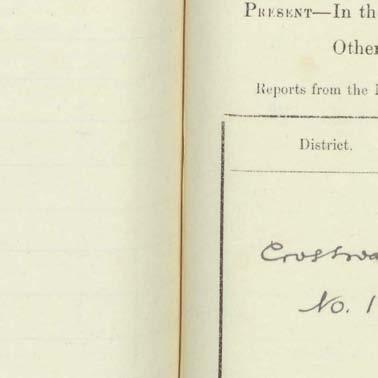 PRESENT—In th
Other
Reports from the
District.
No. 1